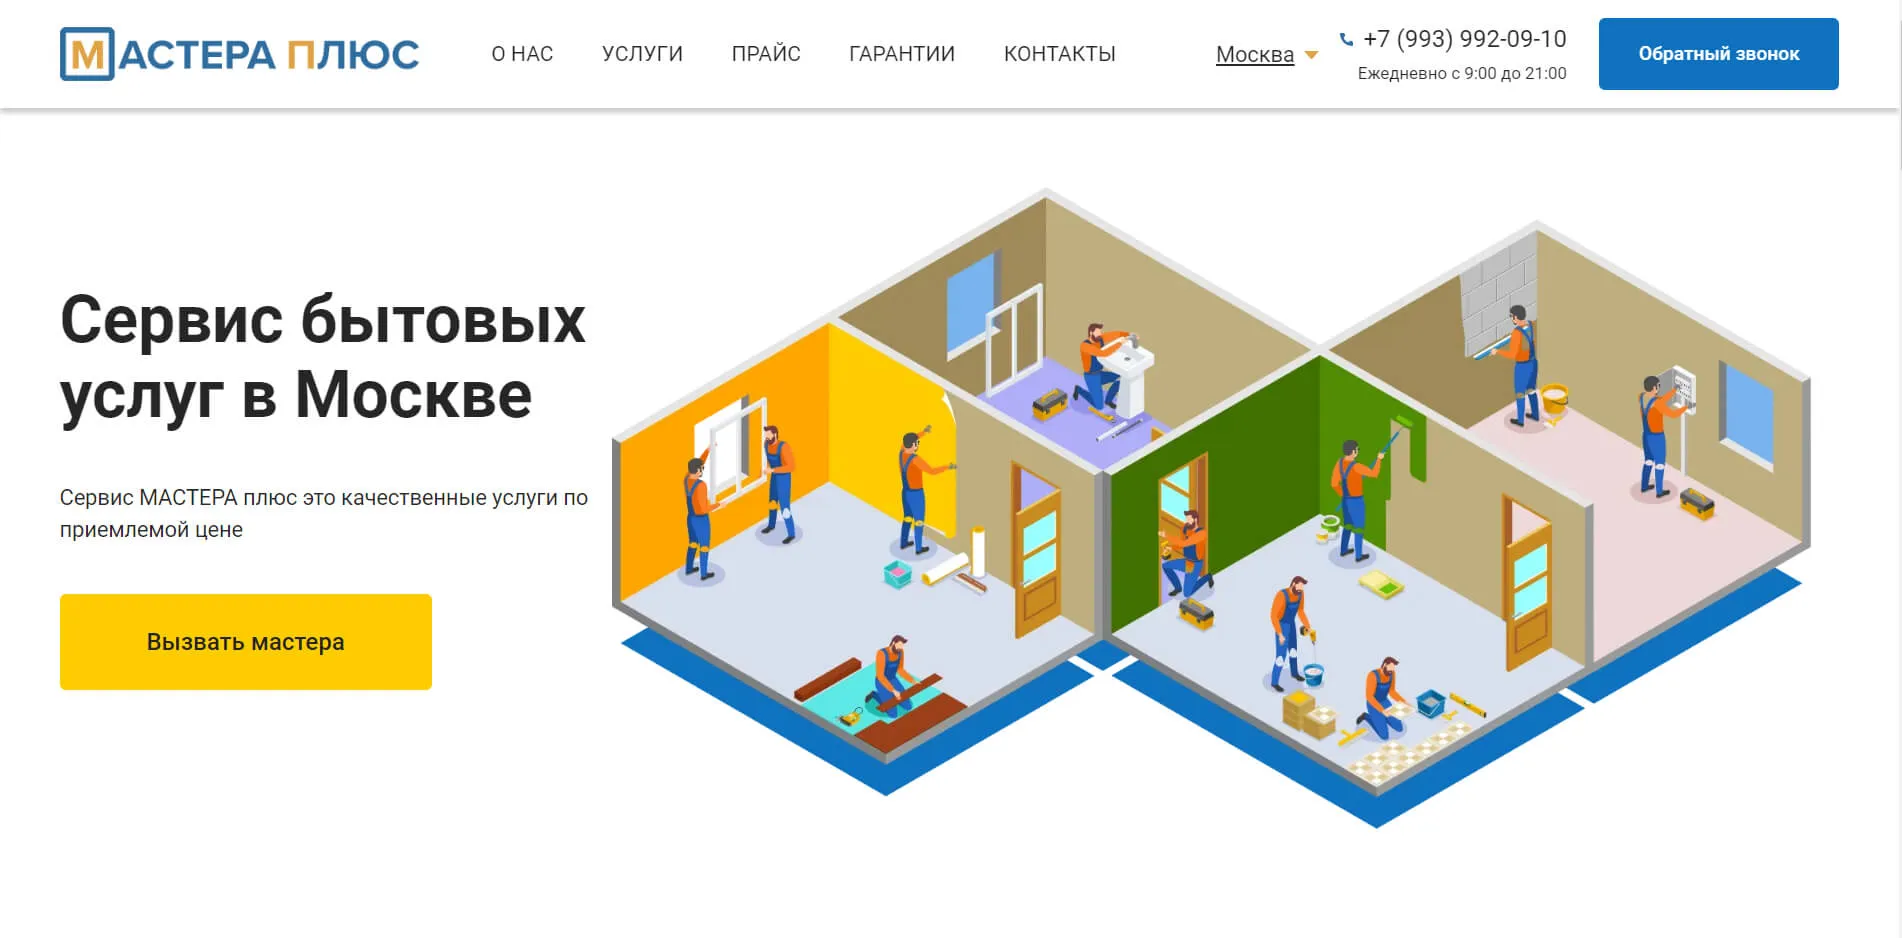 МАСТЕРА ПЛЮС
О НАС
УСЛУГИ
ПРАЙС
ГАРАНТИИ
КОНТАКТЫ
Москва
+7 (993) 992-09-10
Ежедневно с 9:00 до 21:00
Обратный звонок
Сервис бытовых
услуг в Москве
Сервис МАСТЕРА плюс это качественные услуги по
приемлемой цене
Вызвать мастера